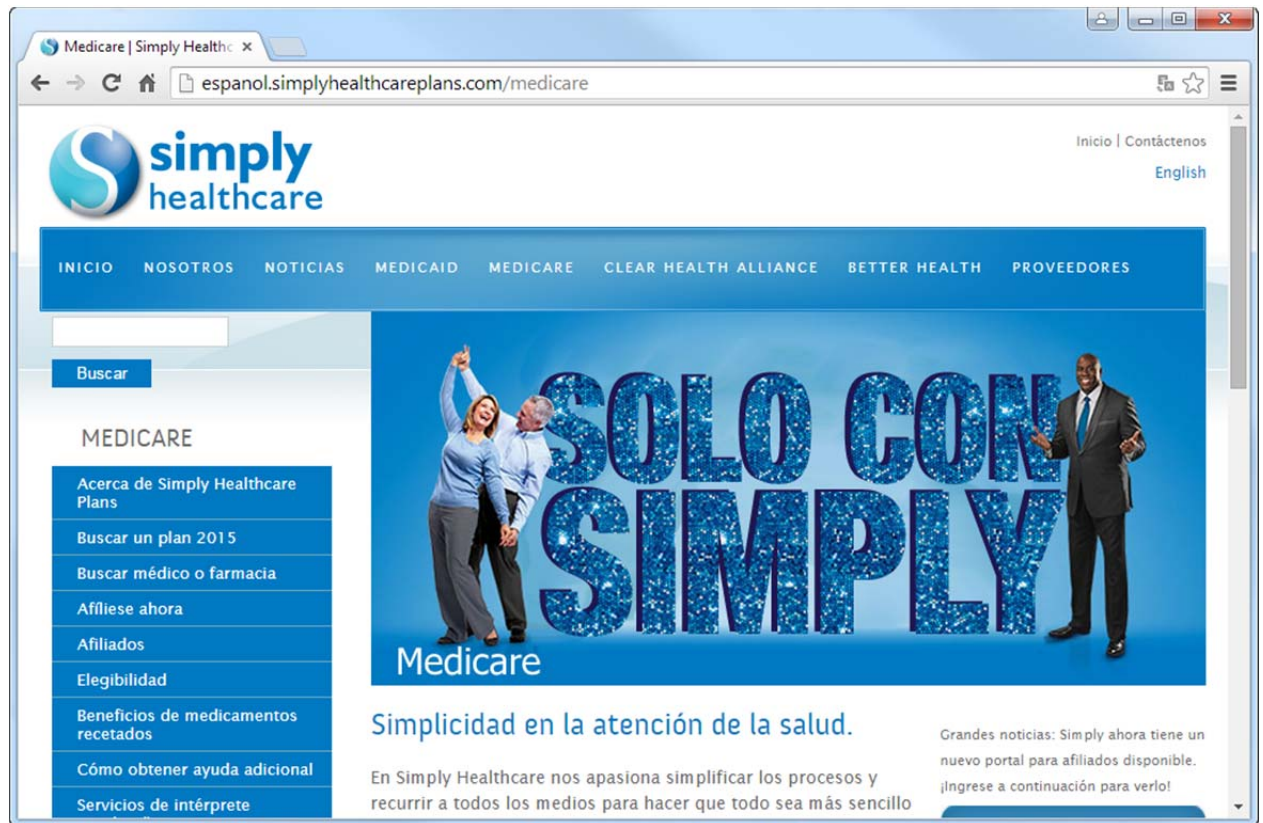 Medicare | Simply Healthc
espanol.simplyhealthcareplans.com/medicare
simply
healthcare
Inicio | Contáctenos
English
INICIO NOSOTROS NOTICIAS MEDICAID MEDICARE CLEAR HEALTH ALLIANCE BETTER HEALTH PROVEEDORES
Buscar
MEDICARE
Acerca de Simply Healthcare
Plans
Buscar un plan 2015
Buscar médico o farmacia
Afíliese ahora
Afiliados
Elegibilidad
Beneficios de medicamentos
recetados
Cómo obtener ayuda adicional
Servicios de intérprete
SOLO CON
SIMPLY
Medicare
Simplicidad en la atención de la salud.
En Simply Healthcare nos apasiona simplificar los procesos y
recurrir a todos los medios para hacer que todo sea más sencillo
Grandes noticias: Simply ahora tiene un
nuevo portal para afiliados disponible.
¡Ingrese a continuación para verlo!